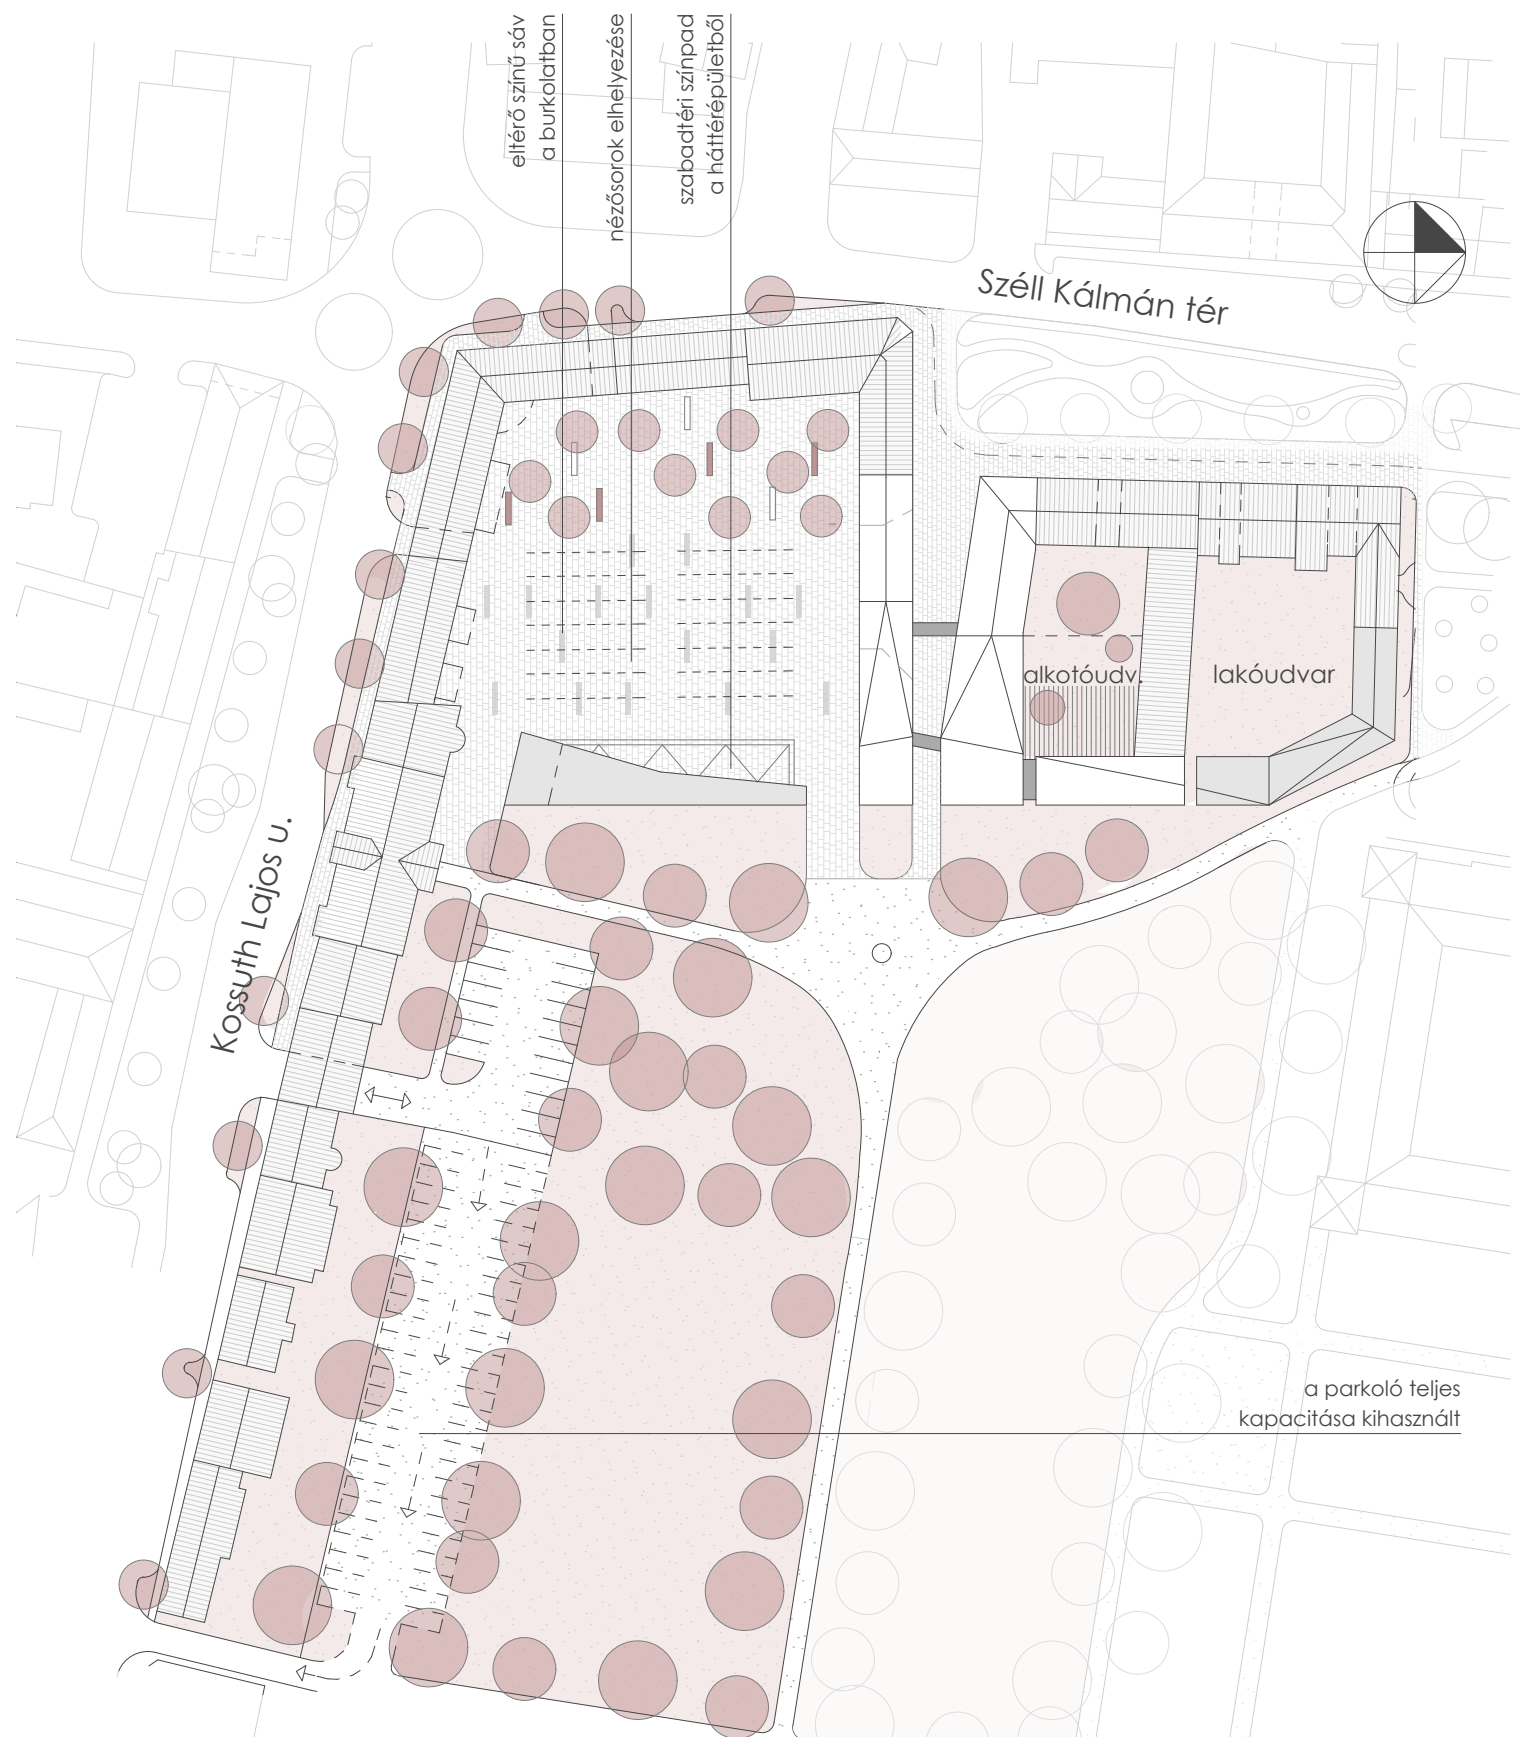 eltérő színű sáv
a burkolatban
nézősorok elhelyezése
szabadtéri színpad
a háttérépületből
Széll Kálmán tér
alkotóudv.
lakóudvar
Kossuth Lajos u.
a parkoló teljes
kapacitása kihasznált